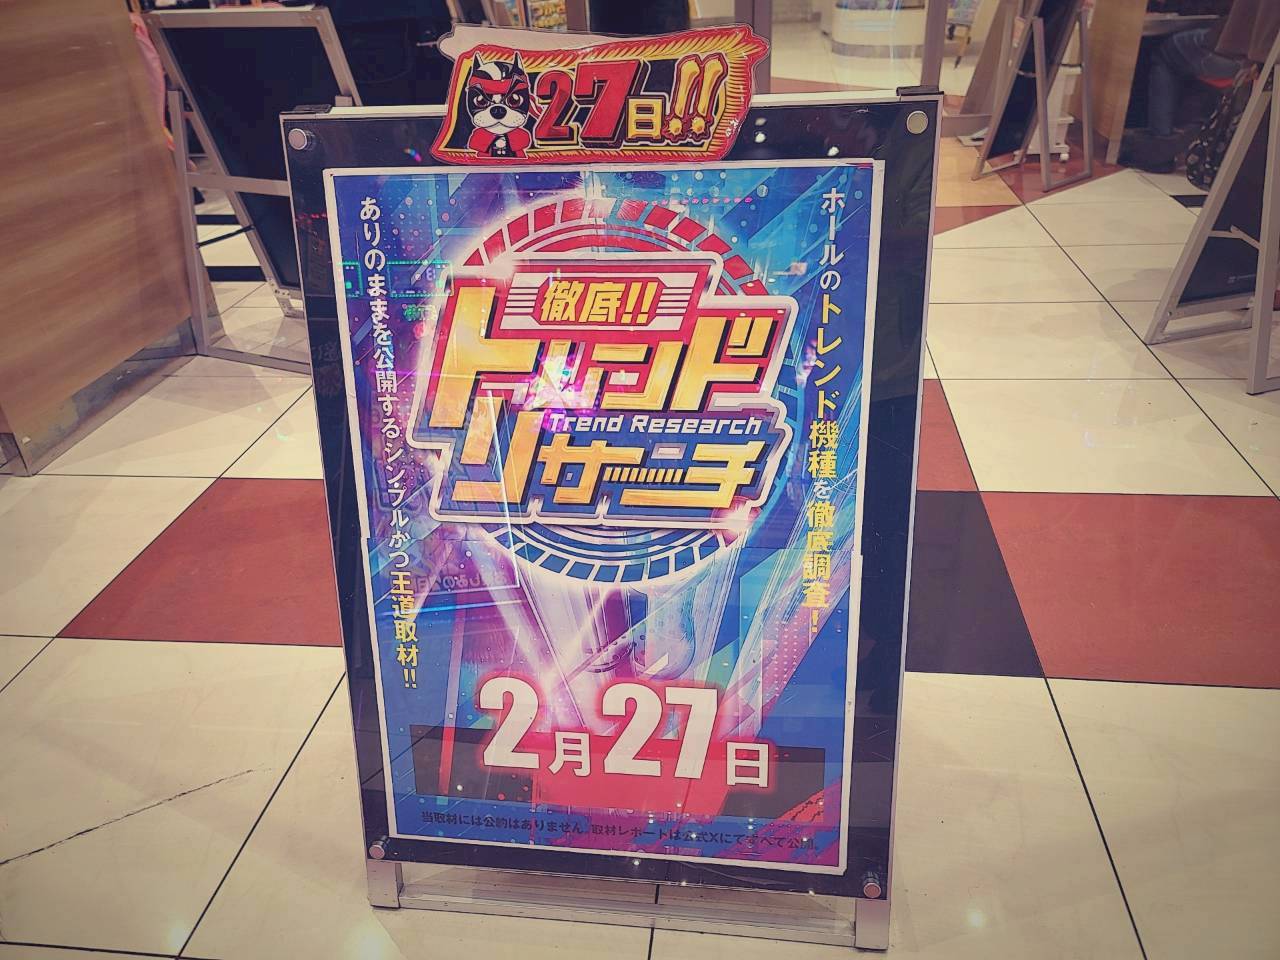 27日!!
ホールのトレンド機種を徹底調査!
徹底!!
トレンド
Trend Research
リサーチ
ありのままを公開するシンプルかつ王道取材!!
2月27日
当取材には公約はありません。取材レポートは公式Xにてすべて公開。